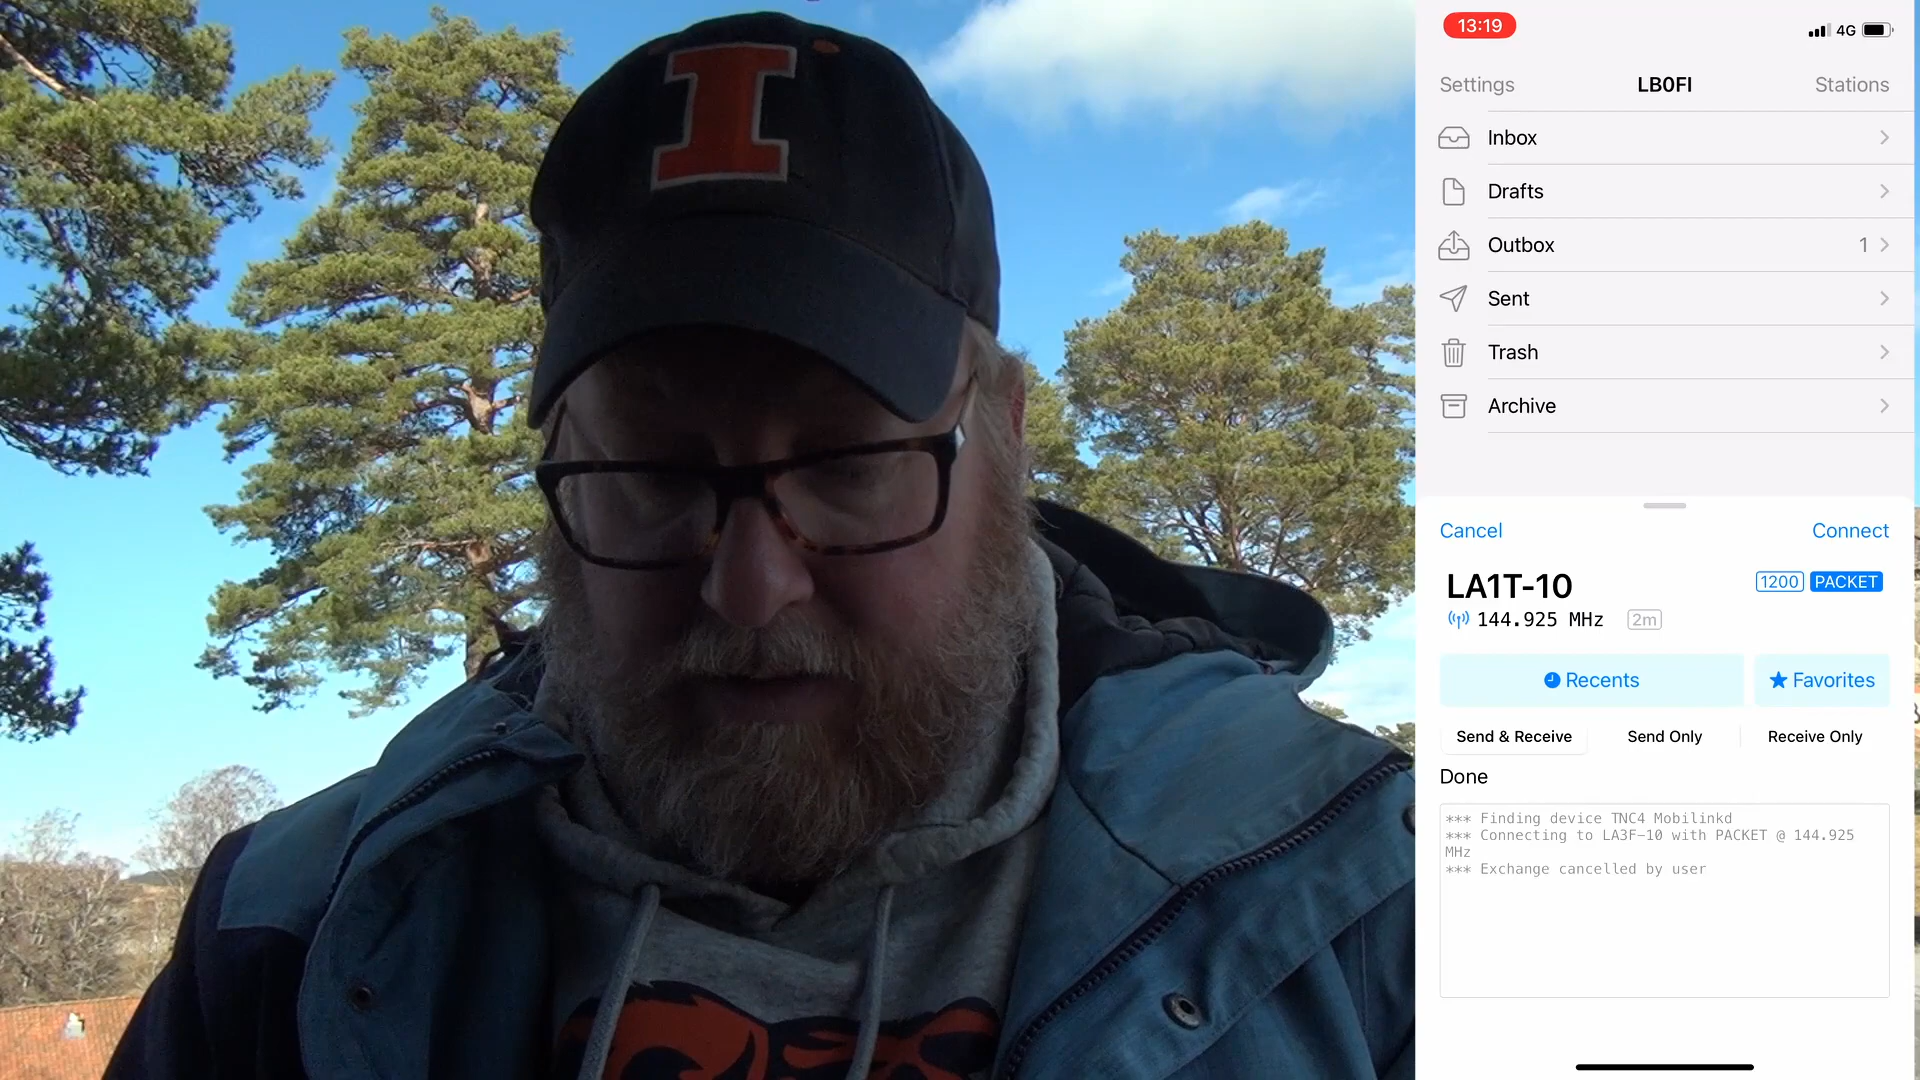 I
13:19
4G
Settings
LB0FI
Stations
Inbox
Drafts
Outbox
1
Sent
Trash
Archive
Cancel
Connect
LA1T-10
1200
PACKET
144.925 MHz
2m
Recents
Favorites
Send & Receive
Send Only
Receive Only
Done
*** Finding device TNC4 Mobilinkd
*** Connecting to LA3F-10 with PACKET @ 144.925
MHz
*** Exchange cancelled by user